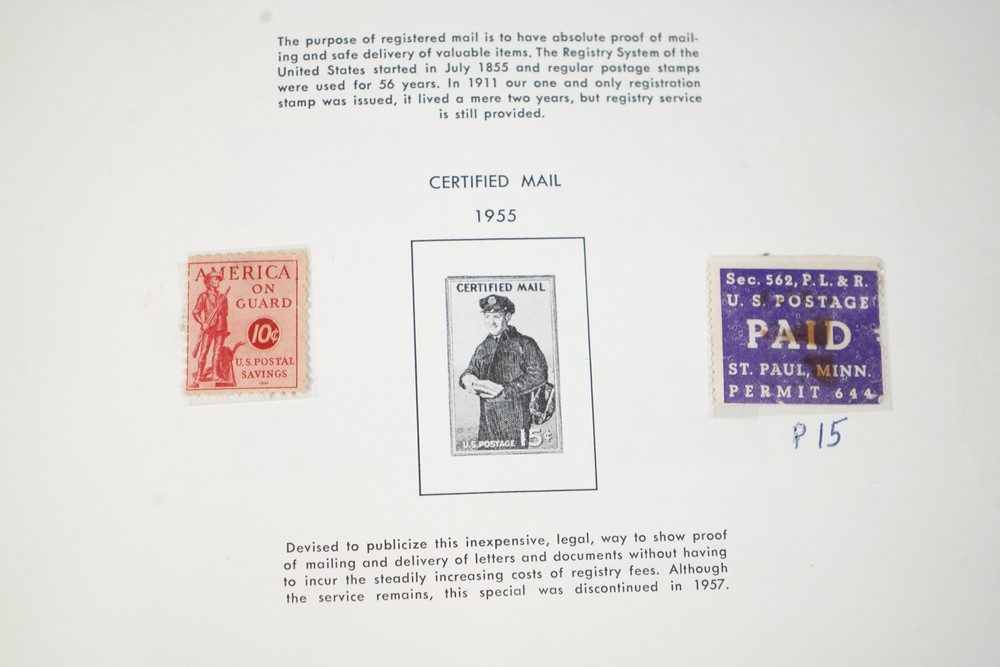 The purpose of registered mail is to have absolute proof of mail-
ing and safe delivery of valuable items. The Registry System of the
United States started in July 1855 and regular postage stamps
were used for 56 years. In 1911 our one and only registration
stamp was issued, it lived a mere two years, but registry service
is still provided.
CERTIFIED MAIL
1955
AMERICA
ON
GUARD
10¢
U.S. POSTAL
SAVINGS
1941
CERTIFIED MAIL
U.S. POSTAGE 15¢
Sec. 562, P.L. & R.
U. S. POSTAGE
PAID
ST. PAUL, MINN.
PERMIT 644
P 15
Devised to publicize this inexpensive, legal, way to show proof
of mailing and delivery of letters and documents without having
to incur the steadily increasing costs of registry fees. Although
the service remains, this special was discontinued in 1957.